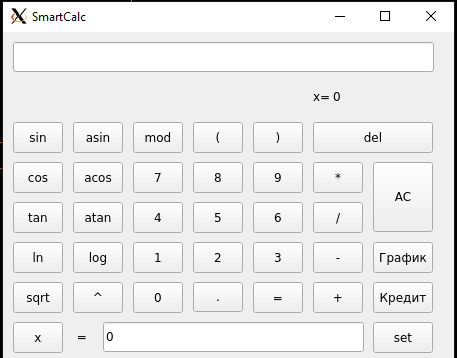 SmartCalc
x= 0
sin asin mod ( ) del
cos acos 7 8 9 * AC
tan atan 4 5 6 /
ln log 1 2 3 - График
sqrt ^ 0 . = + Кредит
x = 0 set